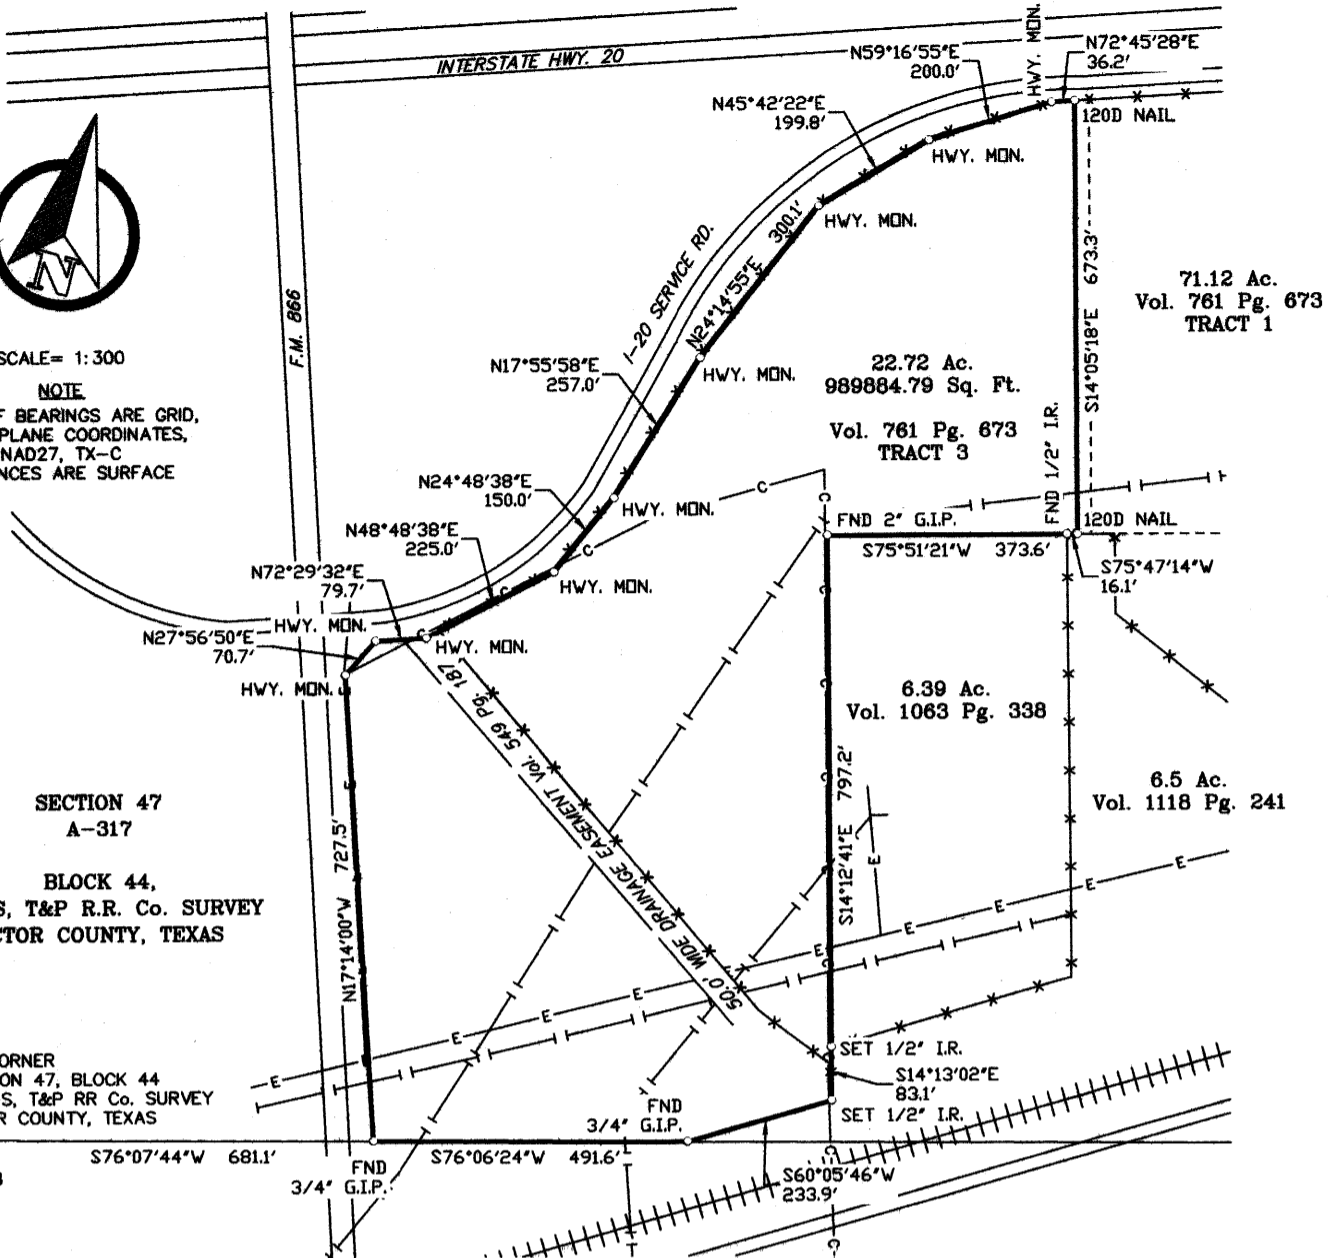 INTERSTATE HWY. 20
N59°16'55"E
200.0'
HWY. MON.
N72°45'28"E
36.2'
120D NAIL
N45°42'22"E
199.8'
HWY. MON.
HWY. MON.
300.1'
N24°14'55"E
I-20 SERVICE RD.
F.M. 866
N
SCALE= 1:300
NOTE
F BEARINGS ARE GRID,
PLANE COORDINATES,
NAD27, TX-C
NCES ARE SURFACE
S14°05'18"E 673.3'
71.12 Ac.
Vol. 761 Pg. 673
TRACT 1
22.72 Ac.
989884.79 Sq. Ft.
Vol. 761 Pg. 673
TRACT 3
N17°55'58"E
257.0'
HWY. MON.
N24°48'38"E
150.0'
HWY. MON.
FND 1/2" I.R.
FND 2" G.I.P.
120D NAIL
S75°51'21"W 373.6'
S75°47'14"W
16.1'
N48°48'38"E
225.0'
HWY. MON.
N72°29'32"E
79.7'
HWY. MON.
HWY. MON.
N27°56'50"E
70.7'
HWY. MON.
50.0' WIDE DRAINAGE EASEMENT Vol. 549 Pg. 187
6.39 Ac.
Vol. 1063 Pg. 338
6.5 Ac.
Vol. 1118 Pg. 241
S14°12'41"E 797.2'
N17°14'00"W 727.5'
SECTION 47
A-317
BLOCK 44,
S, T&P R.R. Co. SURVEY
CTOR COUNTY, TEXAS
SET 1/2" I.R.
S14°13'02"E
83.1'
SET 1/2" I.R.
ORNER
ON 47, BLOCK 44
S, T&P RR Co. SURVEY
R COUNTY, TEXAS
FND
3/4" G.I.P.
S76°07'44"W 681.1'
FND
3/4" G.I.P.
S76°06'24"W 491.6'
S60°05'46"W
233.9'